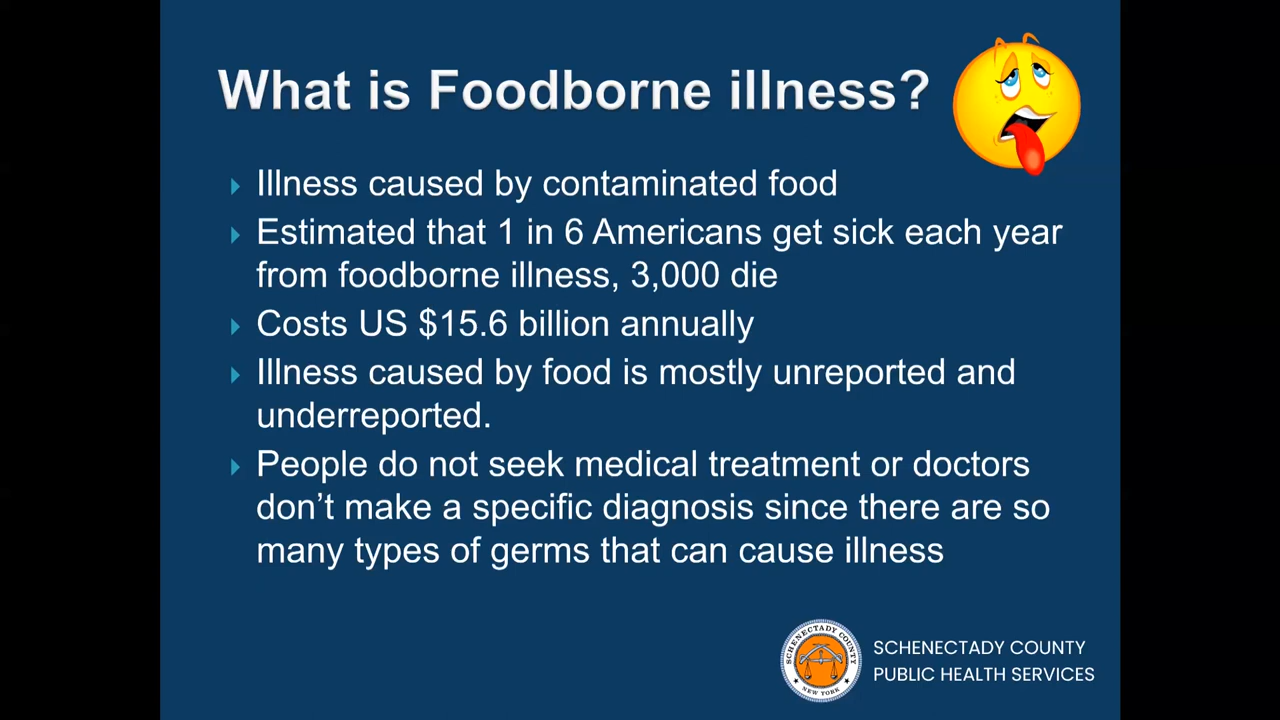 What is Foodborne illness?
Illness caused by contaminated food
Estimated that 1 in 6 Americans get sick each year
from foodborne illness, 3,000 die
Costs US $15.6 billion annually
Illness caused by food is mostly unreported and
underreported.
People do not seek medical treatment or doctors
don’t make a specific diagnosis since there are so
many types of germs that can cause illness
SCHENECTADY COUNTY
NEW YORK
SCHENECTADY COUNTY
PUBLIC HEALTH SERVICES